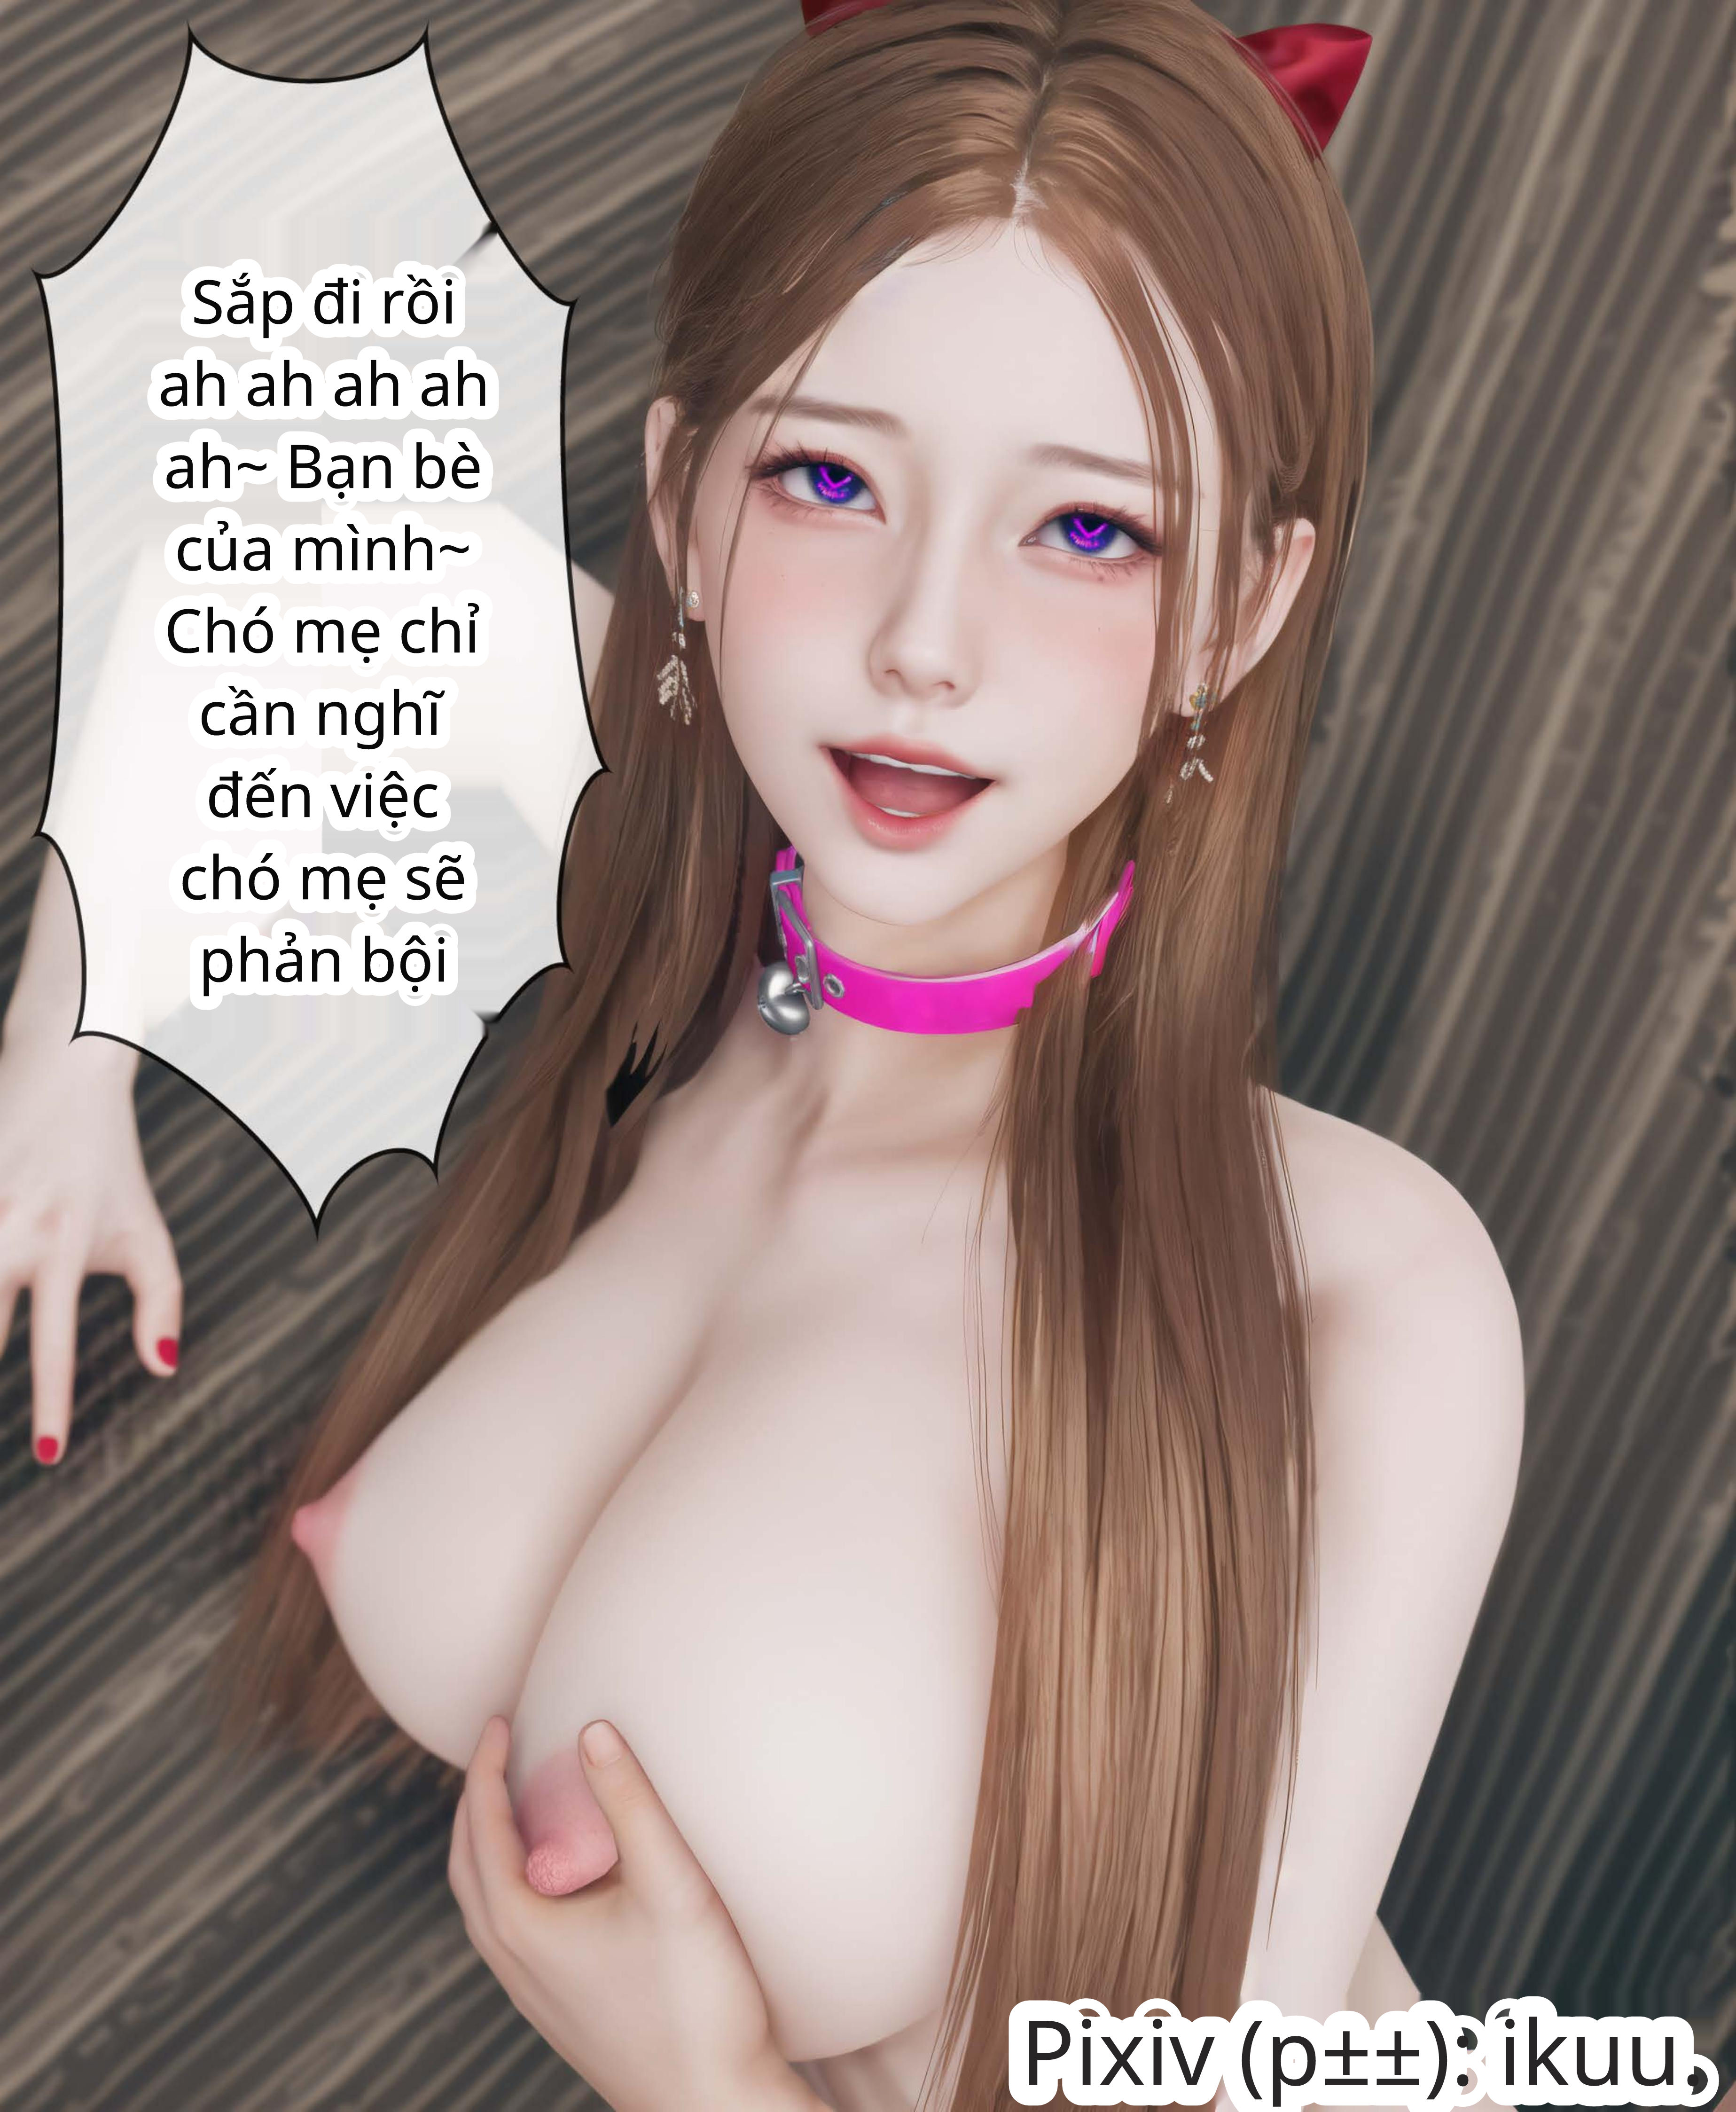 Sắp đi rồi
ah ah ah ah
ah~ Bạn bè
của mình~
Chó mẹ chỉ
cần nghĩ
đến việc
chó mẹ sẽ
phản bội
Pixiv (p±±): ikuu,